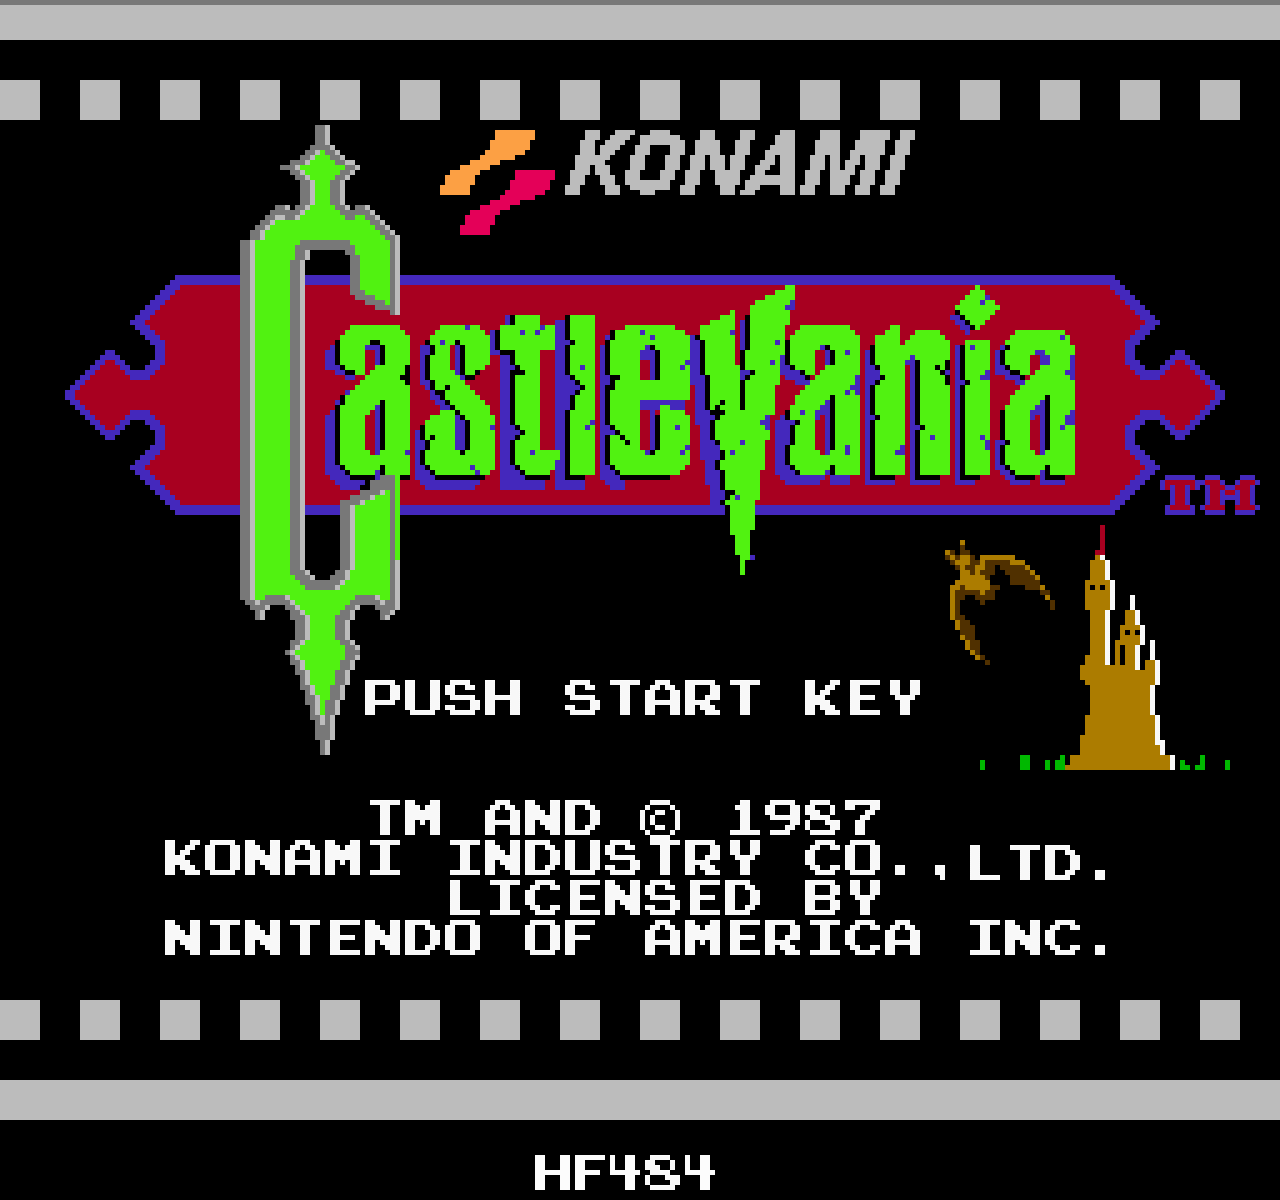 KONAMI
Castlevania
TM
PUSH START KEY
TM AND © 1987
KONAMI INDUSTRY CO.,LTD.
LICENSED BY
NINTENDO OF AMERICA INC.
HF484